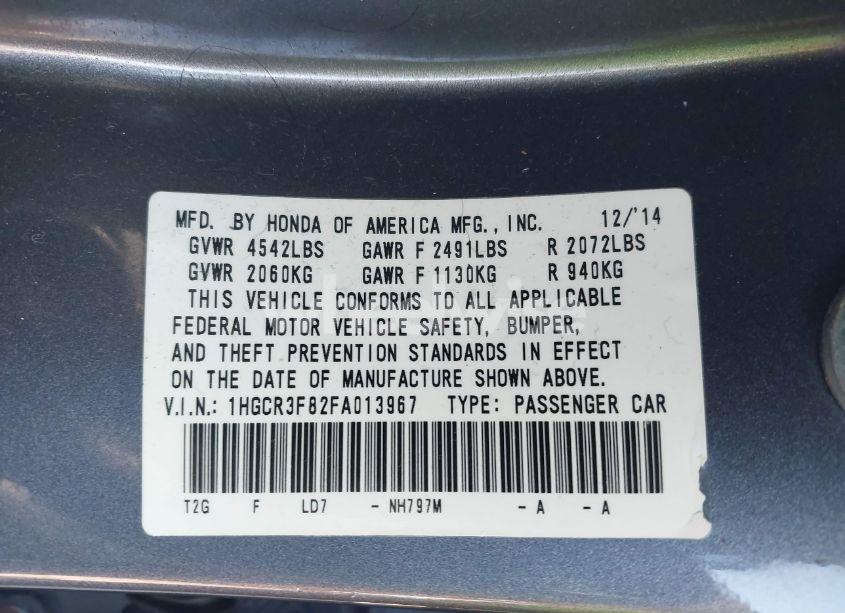 MFD. BY HONDA OF AMERICA MFG., INC. 12/'14
GVWR 4542LBS GAWR F 2491LBS R 2072LBS
GVWR 2060KG GAWR F 1130KG R 940KG
THIS VEHICLE CONFORMS TO ALL APPLICABLE
FEDERAL MOTOR VEHICLE SAFETY, BUMPER,
AND THEFT PREVENTION STANDARDS IN EFFECT
ON THE DATE OF MANUFACTURE SHOWN ABOVE.
V.I.N.: 1HGCR3F82FA013967 TYPE: PASSENGER CAR
T2G F LD7 - NH797M - A - A